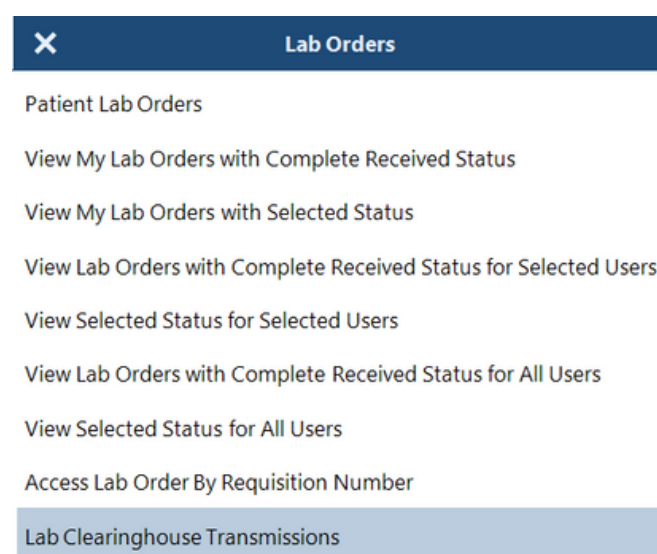 Lab Orders
Patient Lab Orders
View My Lab Orders with Complete Received Status
View My Lab Orders with Selected Status
View Lab Orders with Complete Received Status for Selected Users
View Selected Status for Selected Users
View Lab Orders with Complete Received Status for All Users
View Selected Status for All Users
Access Lab Order By Requisition Number
Lab Clearinghouse Transmissions